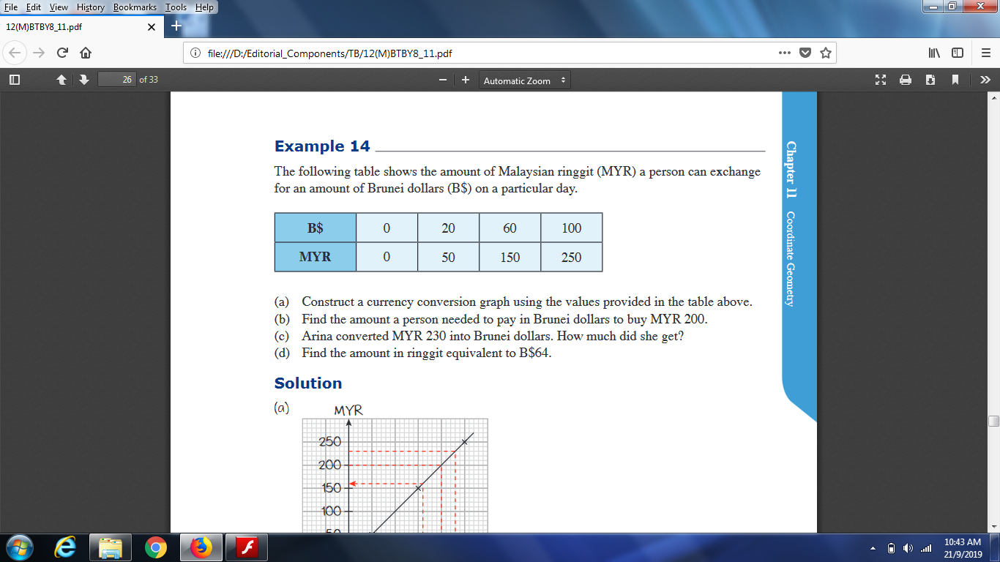 File Edit View History Bookmarks Tools Help
12(M)BTBY8_11.pdf
file:///D:/Editorial_Components/TB/12(M)BTBY8_11.pdf
26 of 33
Automatic Zoom
Example 14
The following table shows the amount of Malaysian ringgit (MYR) a person can exchange
for an amount of Brunei dollars (B$) on a particular day.
B$ 0 20 60 100
MYR 0 50 150 250
(a) Construct a currency conversion graph using the values provided in the table above.
(b) Find the amount a person needed to pay in Brunei dollars to buy MYR 200.
(c) Arina converted MYR 230 into Brunei dollars. How much did she get?
(d) Find the amount in ringgit equivalent to B$64.
Solution
(a) MYR
250
200
150
100
50
Chapter 11 Coordinate Geometry
10:43 AM
21/9/2019